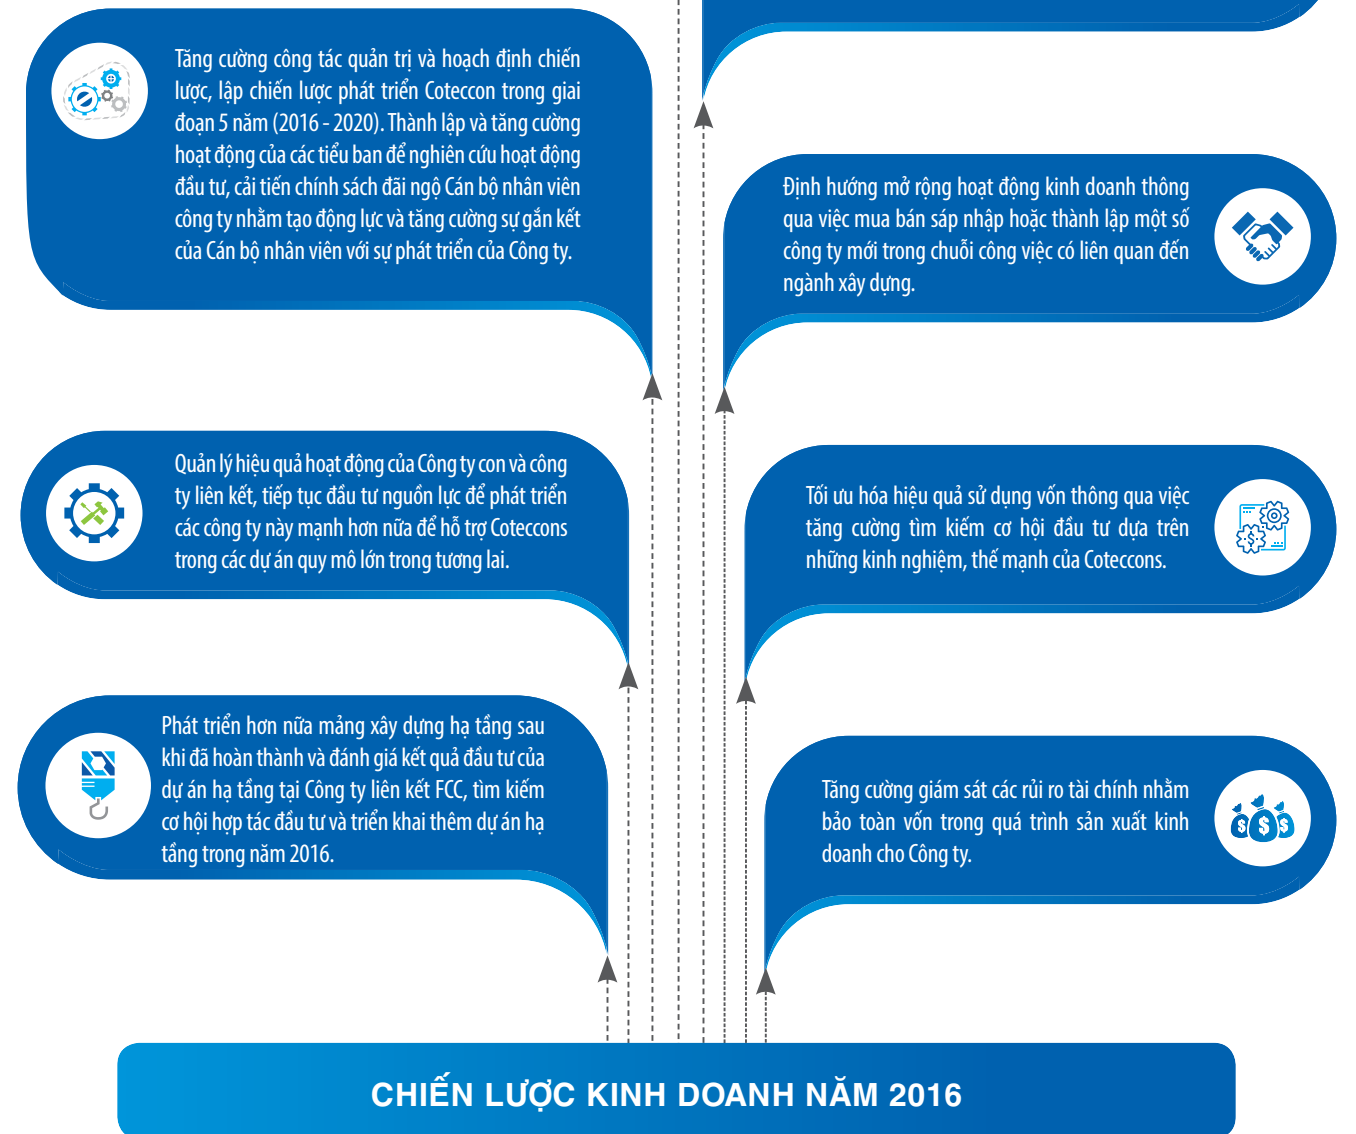 Tăng cường công tác quản trị và hoạch định chiến
lược, lập chiến lược phát triển Coteccon trong giai
đoạn 5 năm (2016 - 2020). Thành lập và tăng cường
hoạt động của các tiểu ban để nghiên cứu hoạt động
đầu tư, cải tiến chính sách đãi ngộ Cán bộ nhân viên
công ty nhằm tạo động lực và tăng cường sự gắn kết
của Cán bộ nhân viên với sự phát triển của Công ty.
Định hướng mở rộng hoạt động kinh doanh thông
qua việc mua bán sáp nhập hoặc thành lập một số
công ty mới trong chuỗi công việc có liên quan đến
ngành xây dựng.
Quản lý hiệu quả hoạt động của Công ty con và công
ty liên kết, tiếp tục đầu tư nguồn lực để phát triển
các công ty này mạnh hơn nữa để hỗ trợ Coteccons
trong các dự án quy mô lớn trong tương lai.
Tối ưu hóa hiệu quả sử dụng vốn thông qua việc
tăng cường tìm kiếm cơ hội đầu tư dựa trên
những kinh nghiệm, thế mạnh của Coteccons.
Phát triển hơn nữa mảng xây dựng hạ tầng sau
khi đã hoàn thành và đánh giá kết quả đầu tư của
dự án hạ tầng tại Công ty liên kết FCC, tìm kiếm
cơ hội hợp tác đầu tư và triển khai thêm dự án hạ
tầng trong năm 2016.
Tăng cường giám sát các rủi ro tài chính nhằm
bảo toàn vốn trong quá trình sản xuất kinh
doanh cho Công ty.
CHIẾN LƯỢC KINH DOANH NĂM 2016